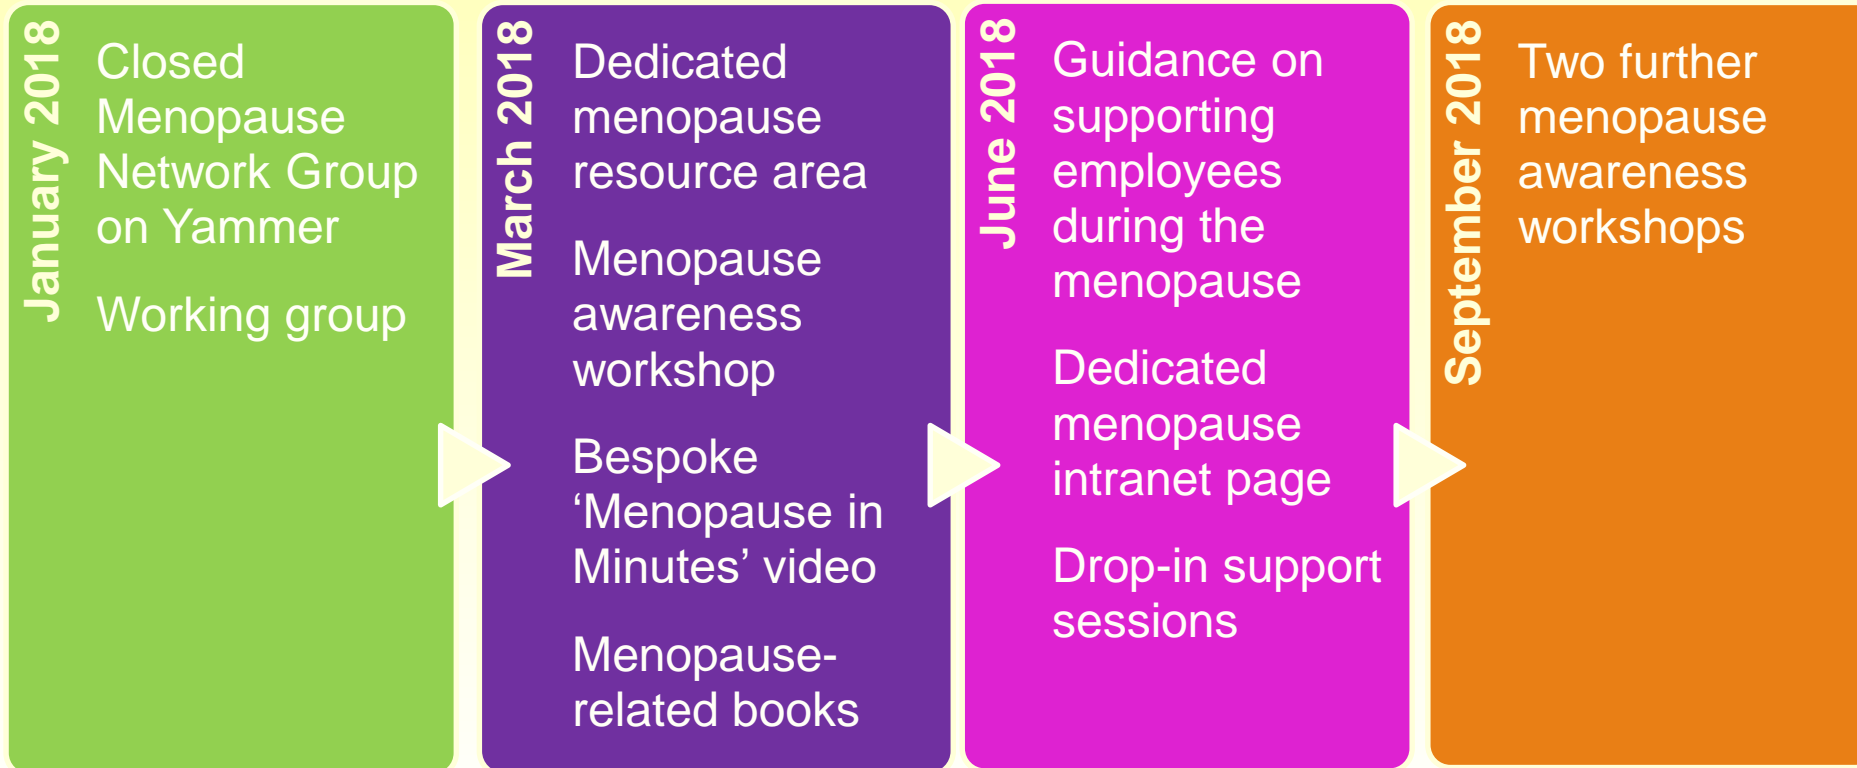 January 2018
Closed
Menopause
Network Group
on Yammer
Working group
March 2018
Dedicated
menopause
resource area
Menopause
awareness
workshop
Bespoke
‘Menopause in
Minutes’ video
Menopause-
related books
June 2018
Guidance on
supporting
employees
during the
menopause
Dedicated
menopause
intranet page
Drop-in support
sessions
September 2018
Two further
menopause
awareness
workshops